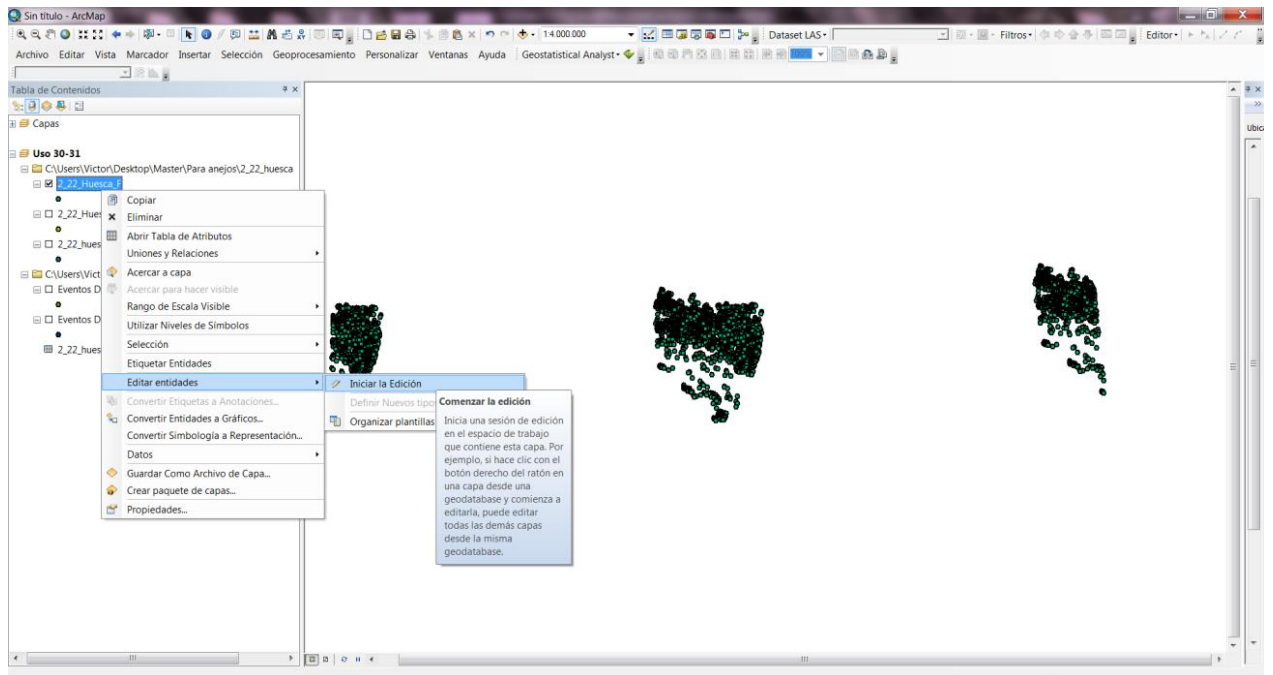 Sin título - ArcMap
1:4.000.000
Dataset LAS
Filtros
Editor
Archivo Editar Vista Marcador Insertar Selección Geoprocesamiento Personalizar Ventanas Ayuda Geostatistical Analyst
100%
Tabla de Contenidos
Capas
Ubic
Uso 30-31
C:\Users\Victor\Desktop\Master\Para anejos\2_22_huesca
2_22_Huesca_F
2_22_Hues
2_22_hues
C:\Users\Vict
Eventos D
Eventos D
2_22_hues
Copiar
Eliminar
Abrir Tabla de Atributos
Uniones y Relaciones
Acercar a capa
Acercar para hacer visible
Rango de Escala Visible
Utilizar Niveles de Símbolos
Selección
Etiquetar Entidades
Editar entidades
Convertir Etiquetas a Anotaciones...
Convertir Entidades a Gráficos...
Convertir Simbología a Representación...
Datos
Guardar Como Archivo de Capa...
Crear paquete de capas...
Propiedades...
Iniciar la Edición
Definir Nuevos tipo
Organizar plantillas
Comenzar la edición
Inicia una sesión de edición
en el espacio de trabajo
que contiene esta capa. Por
ejemplo, si hace clic con el
botón derecho del ratón en
una capa desde una
geodatabase y comienza a
editarla, puede editar
todas las demás capas
desde la misma
geodatabase.